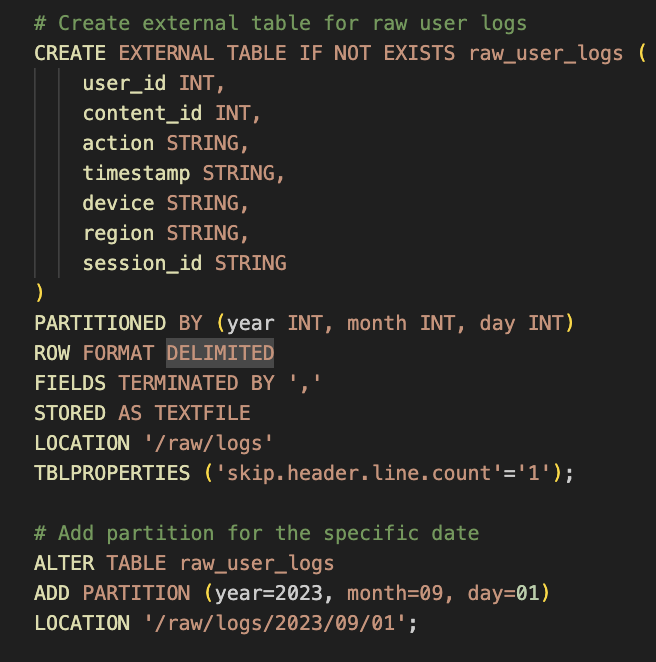 # Create external table for raw user logs
CREATE EXTERNAL TABLE IF NOT EXISTS raw_user_logs (
    user_id INT,
    content_id INT,
    action STRING,
    timestamp STRING,
    device STRING,
    region STRING,
    session_id STRING
)
PARTITIONED BY (year INT, month INT, day INT)
ROW FORMAT DELIMITED
FIELDS TERMINATED BY ','
STORED AS TEXTFILE
LOCATION '/raw/logs'
TBLPROPERTIES ('skip.header.line.count'='1');

# Add partition for the specific date
ALTER TABLE raw_user_logs
ADD PARTITION (year=2023, month=09, day=01)
LOCATION '/raw/logs/2023/09/01';